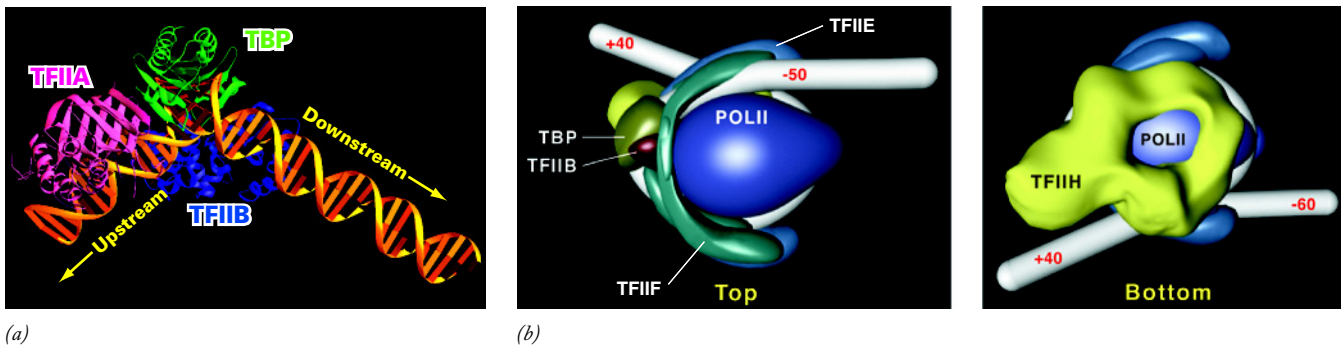 TBP
TFIIA
Downstream
TFIIB
Upstream
(a)
+40
TFIIE
-50
POLII
TBP
TFIIB
TFIIF
Top
(b)
POLII
TFIIH
-60
+40
Bottom